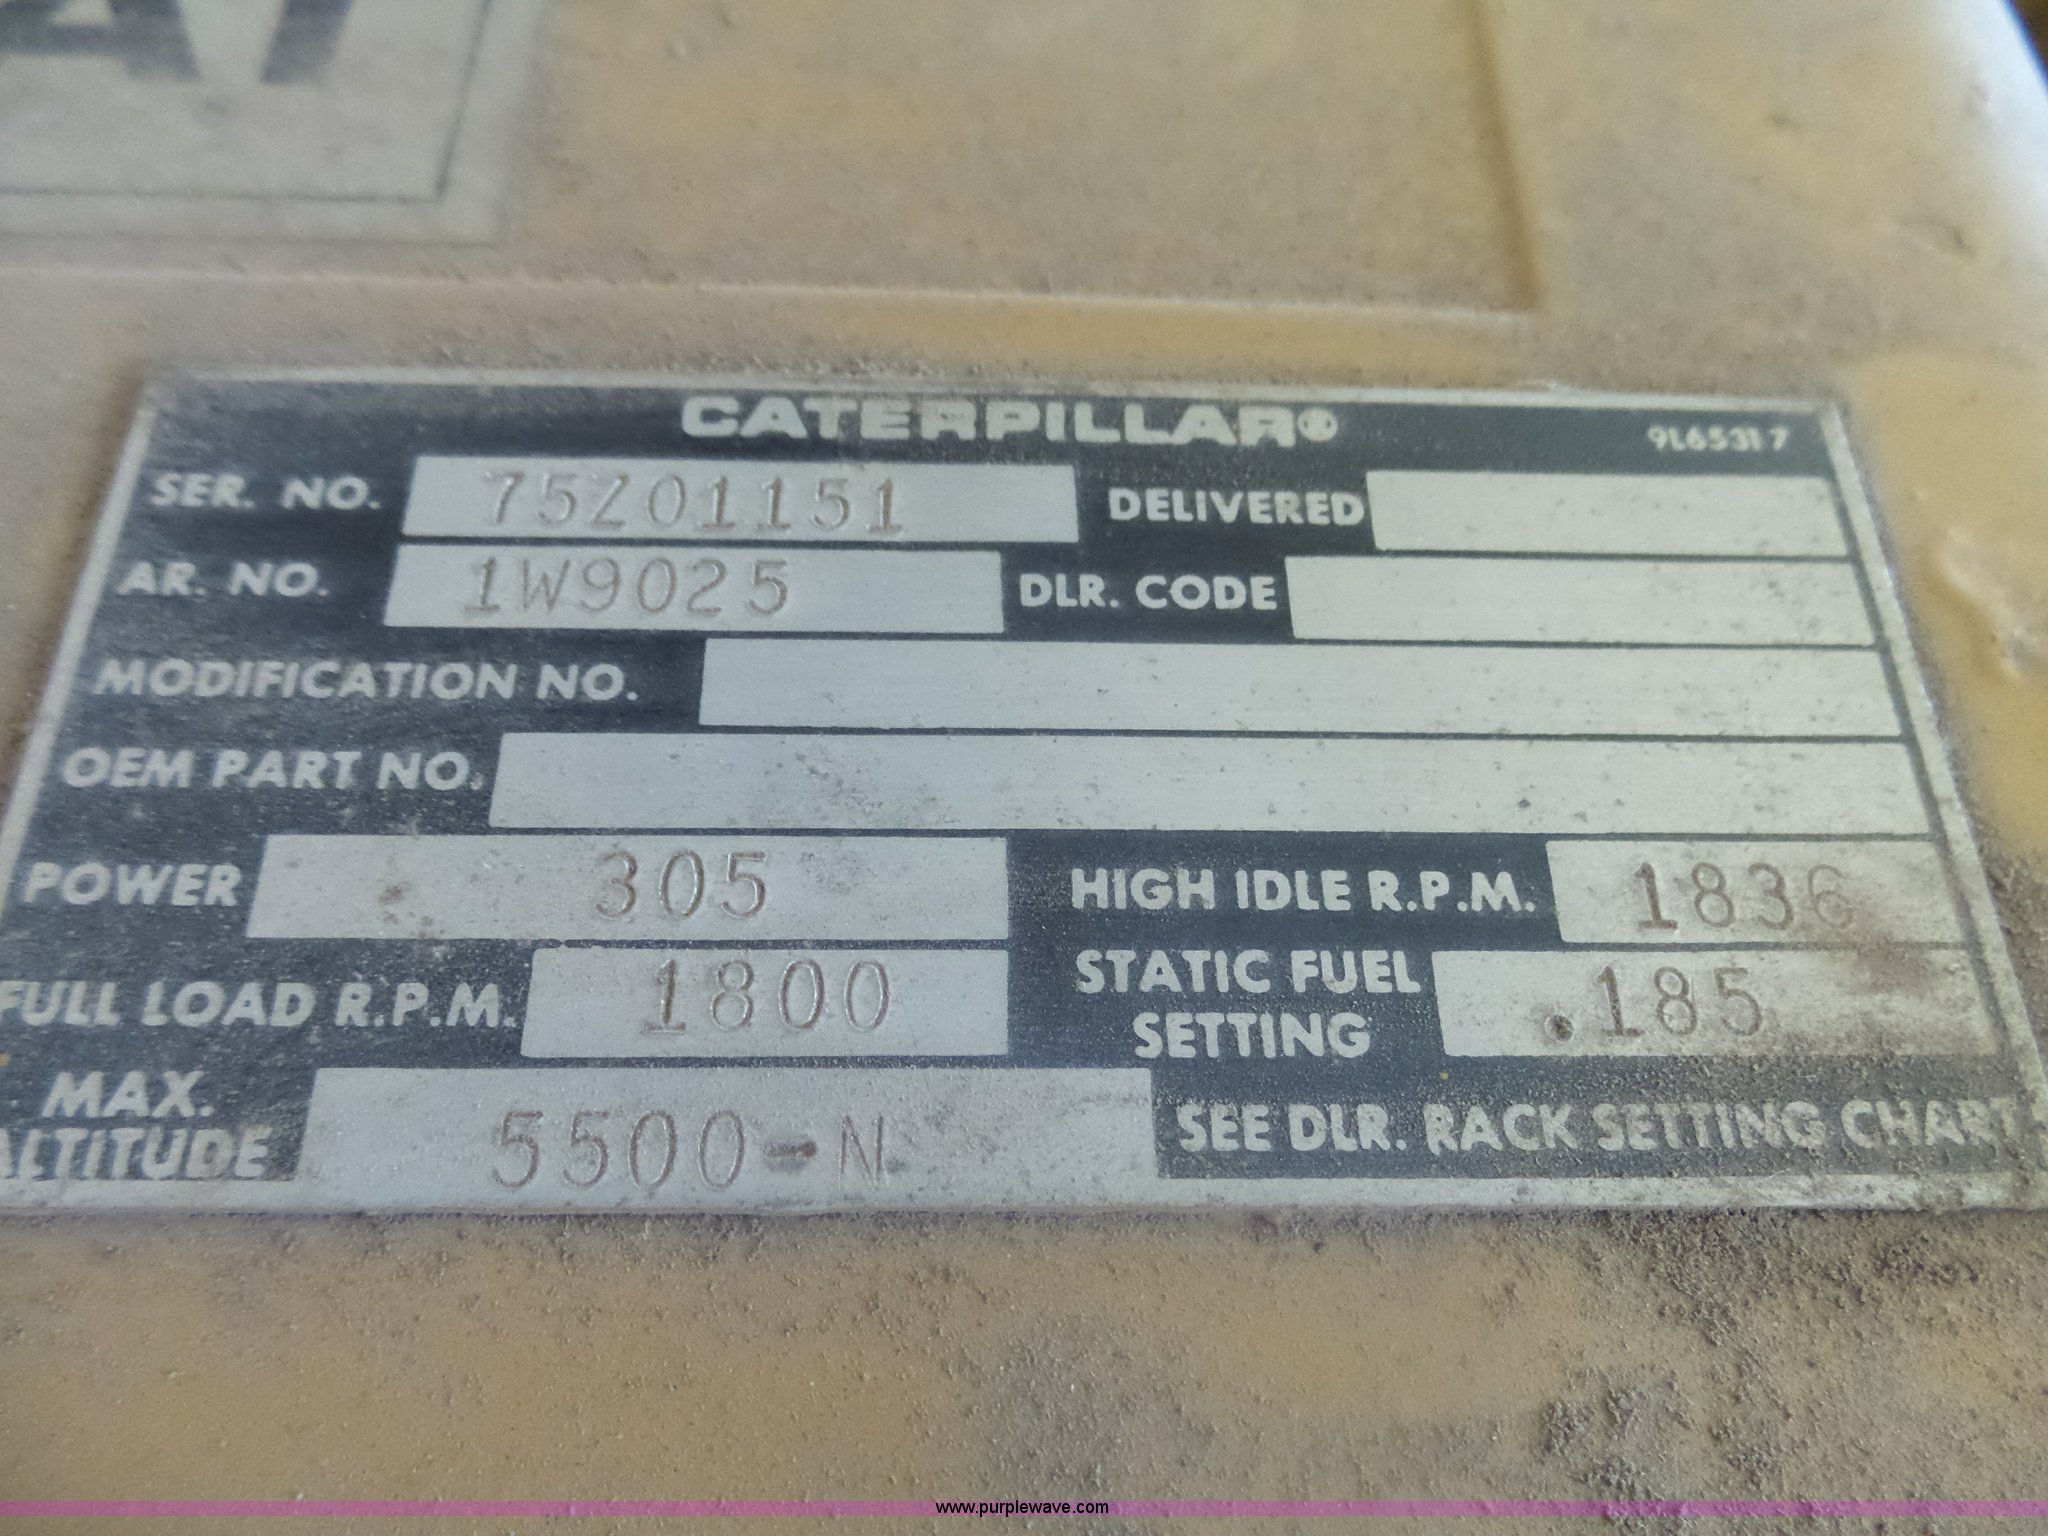 CATERPILLAR®
9L6531 7
SER. NO. 75Z01151 DELIVERED
AR. NO. 1W9025 DLR. CODE
MODIFICATION NO.
OEM PART NO.
POWER 305 HIGH IDLE R.P.M. 1836
FULL LOAD R.P.M. 1800 STATIC FUEL SETTING .185
MAX. ALTITUDE 5500-N SEE DLR. RACK SETTING CHART
www.purplewave.com